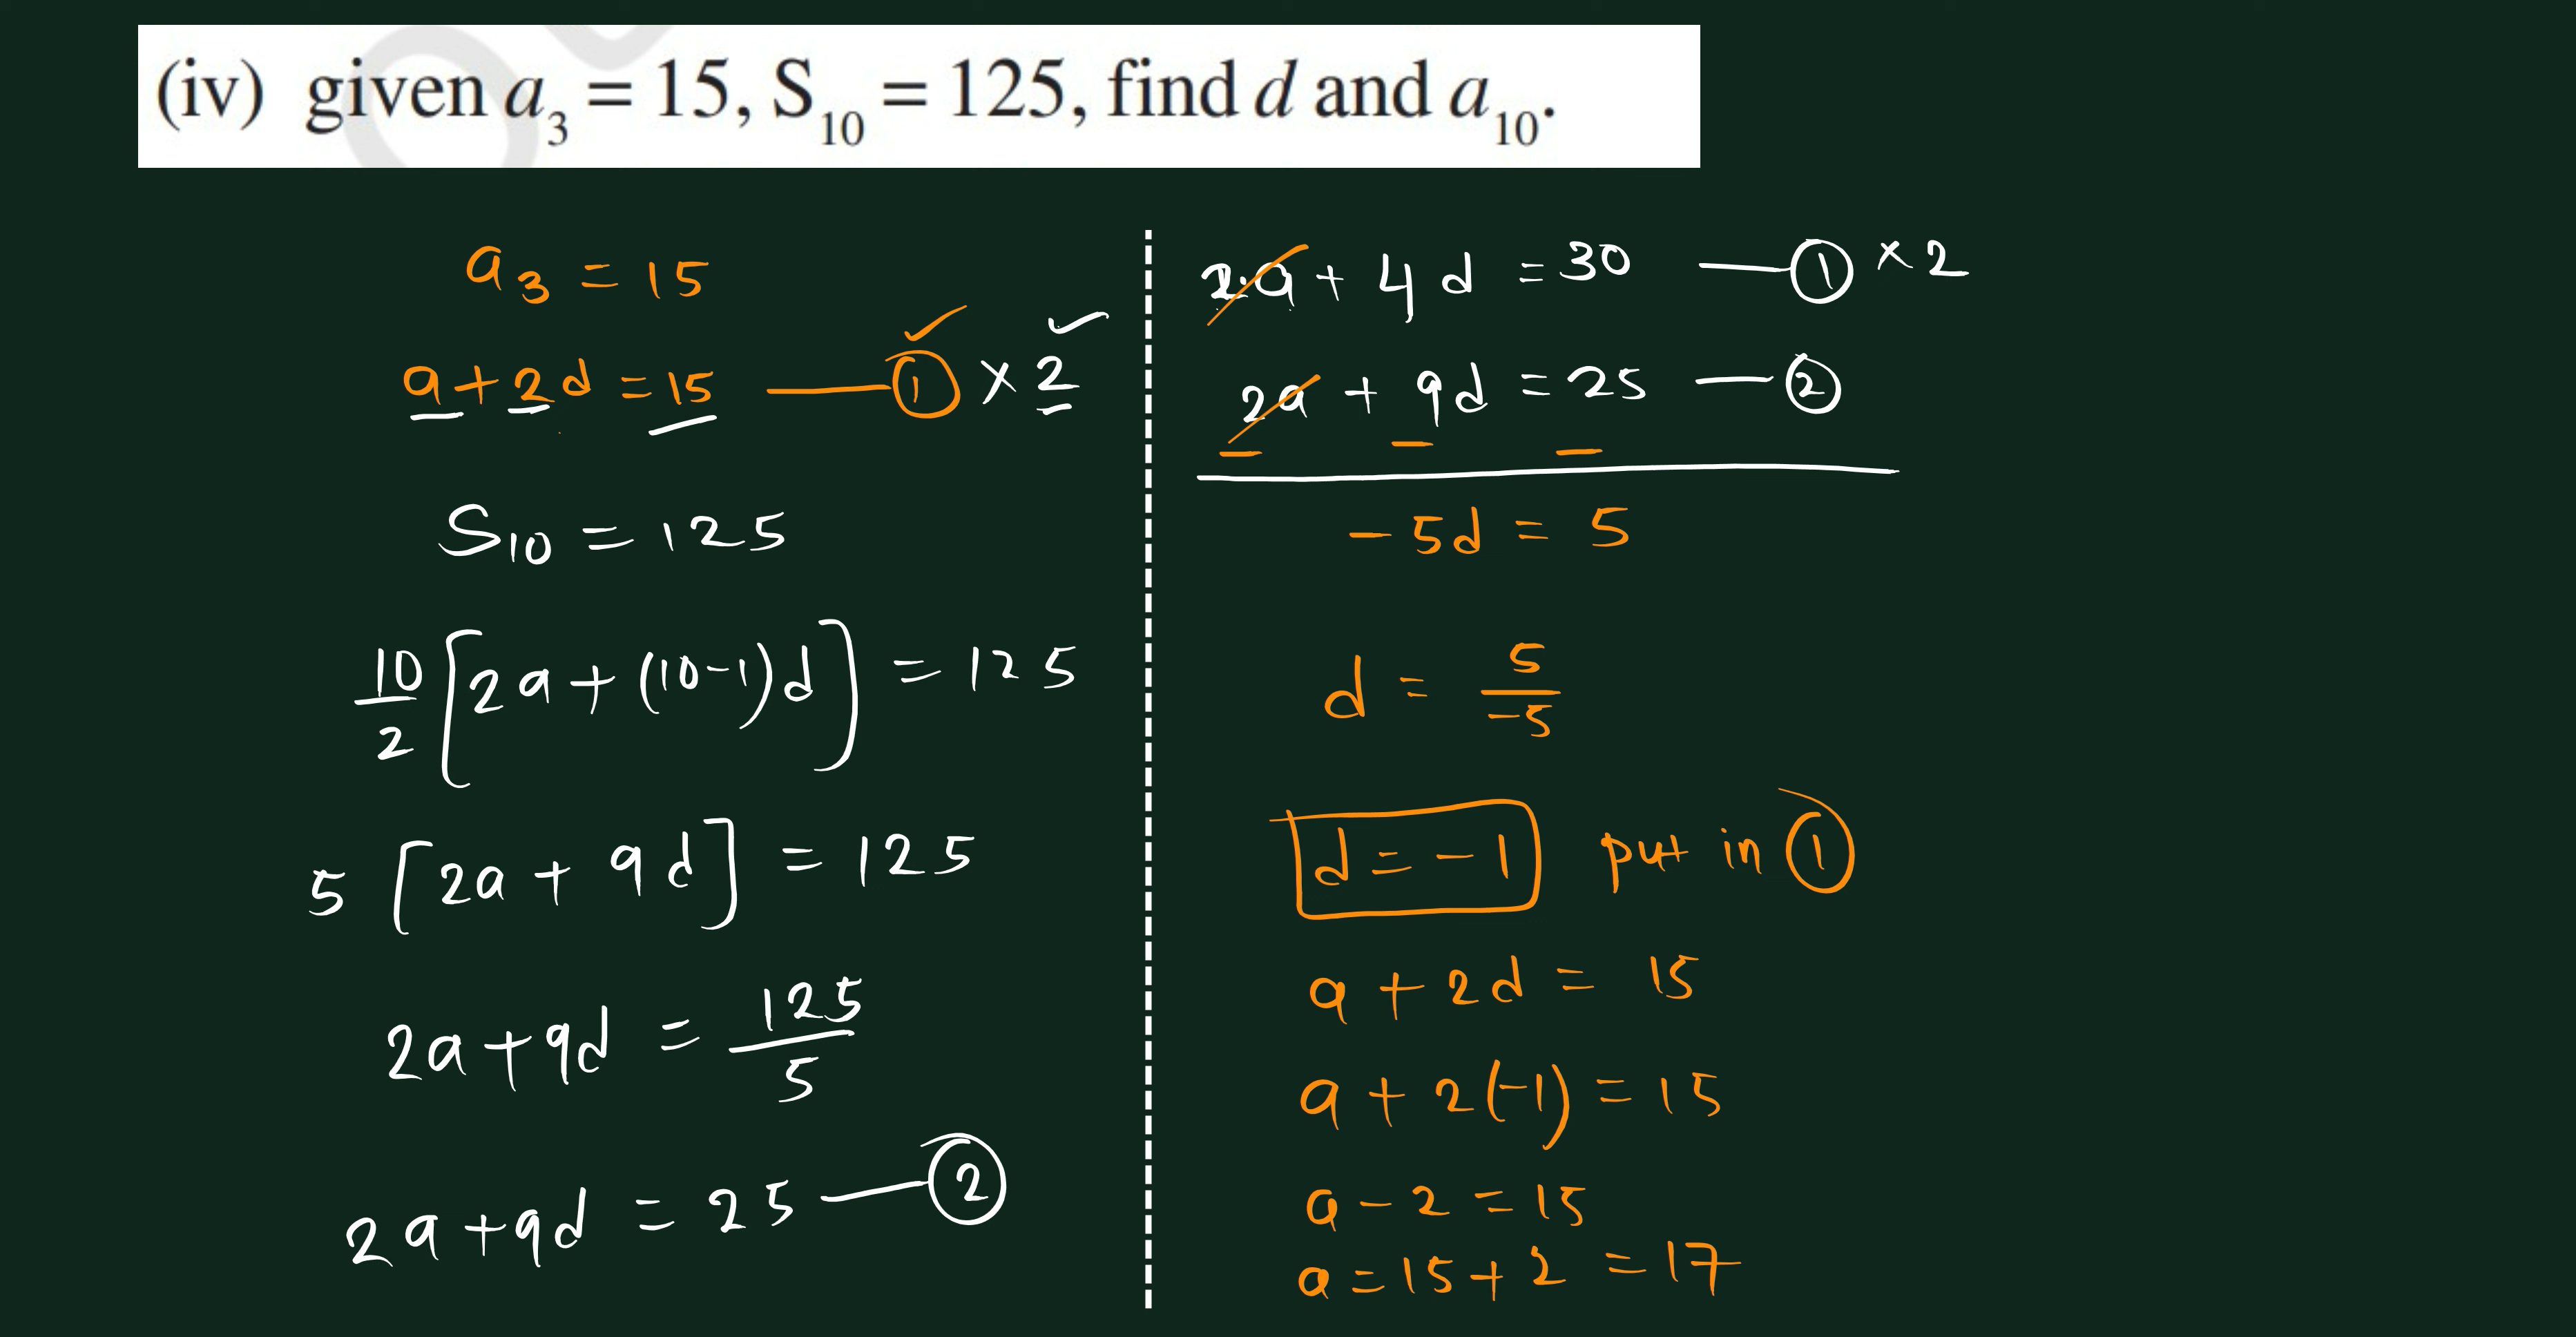 (iv) given a₃ = 15, S₁₀ = 125, find d and a₁₀.
a₃ = 15
a + 2d = 15 — ① × 2
S₁₀ = 125
10/2 [2a + (10-1)d] = 125
5 [2a + 9d] = 125
2a + 9d = 125/5
2a + 9d = 25 — ②
2a + 4d = 30 — ① × 2
2a + 9d = 25 — ②
− − −
-5d = 5
d = 5/-5
d = -1 put in ①
a + 2d = 15
a + 2(-1) = 15
a - 2 = 15
a = 15 + 2 = 17